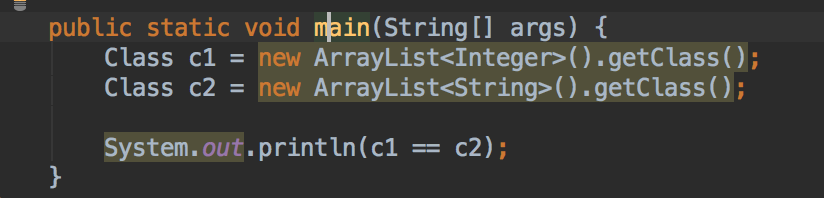 public static void main(String[] args) {
    Class c1 = new ArrayList<Integer>().getClass();
    Class c2 = new ArrayList<String>().getClass();

    System.out.println(c1 == c2);
}